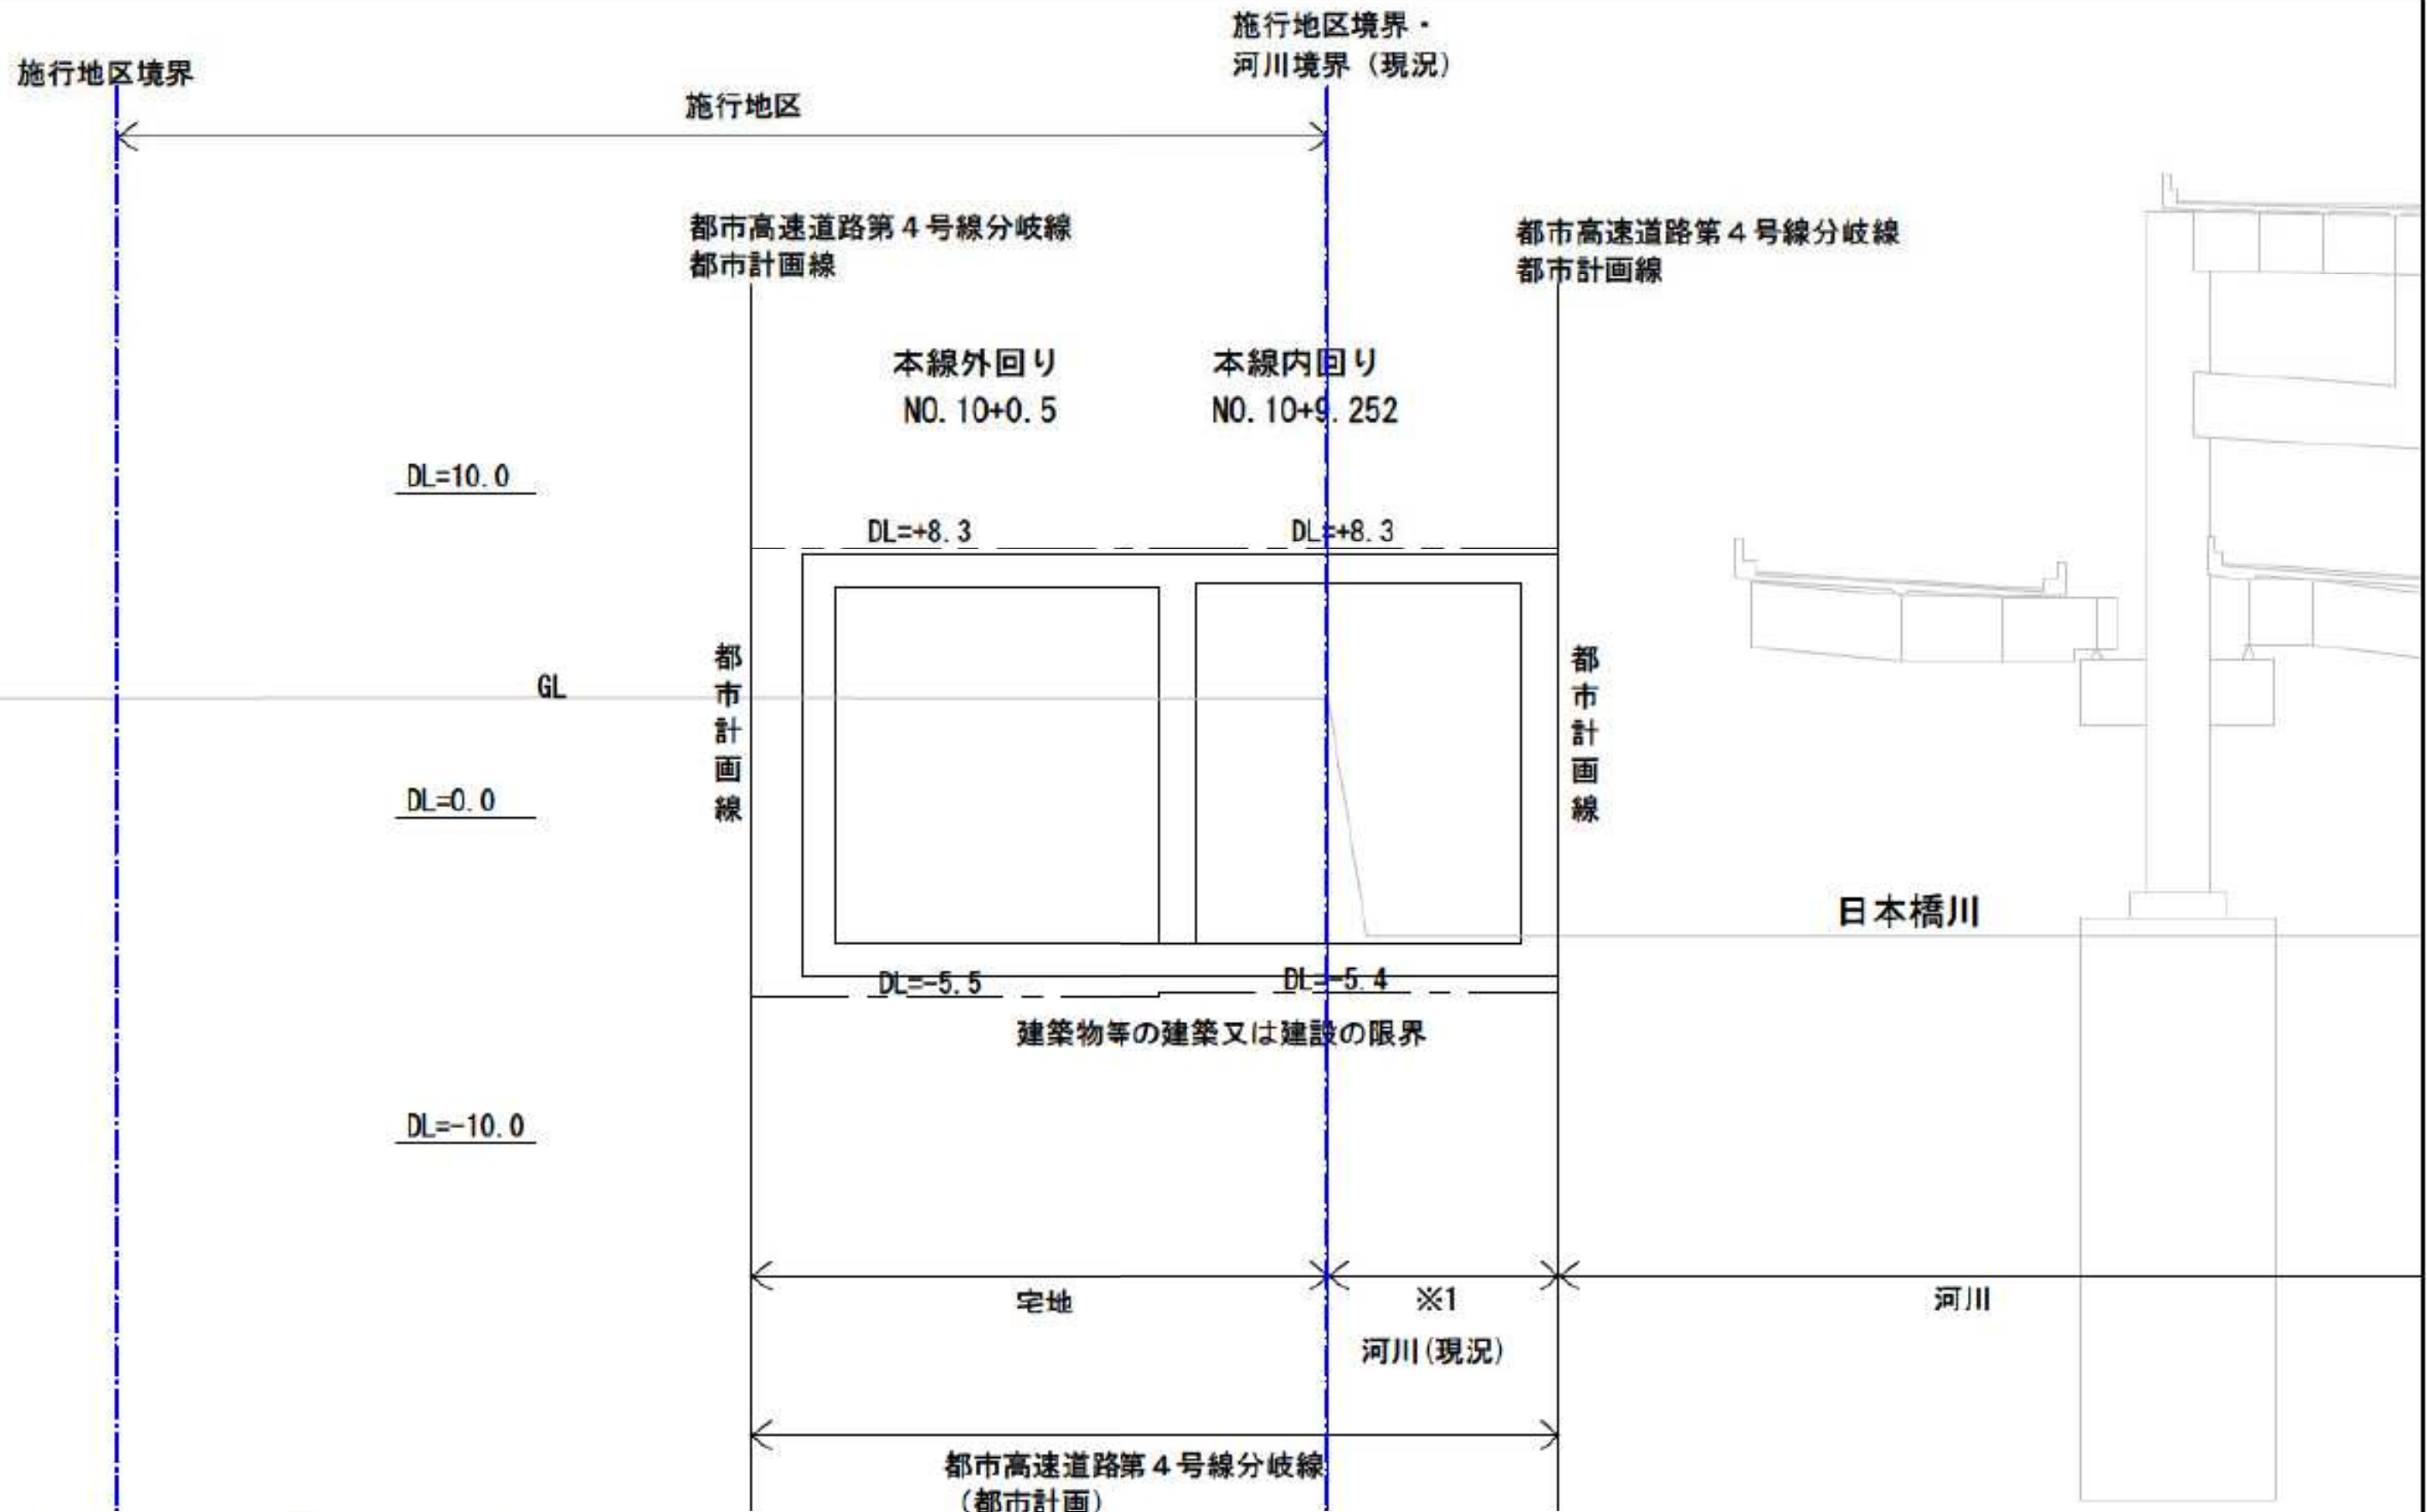 施行地区境界・
河川境界（現況）
施行地区境界
施行地区
都市高速道路第４号線分岐線
都市計画線
都市高速道路第４号線分岐線
都市計画線
本線外回り
NO.10+0.5
本線内回り
NO.10+9.252
DL=10.0
DL=+8.3
DL=+8.3
都市計画線
都市計画線
GL
DL=0.0
日本橋川
DL=-5.5
DL=-5.4
建築物等の建築又は建設の限界
DL=-10.0
宅地
※1
河川(現況)
河川
都市高速道路第４号線分岐線
（都市計画）